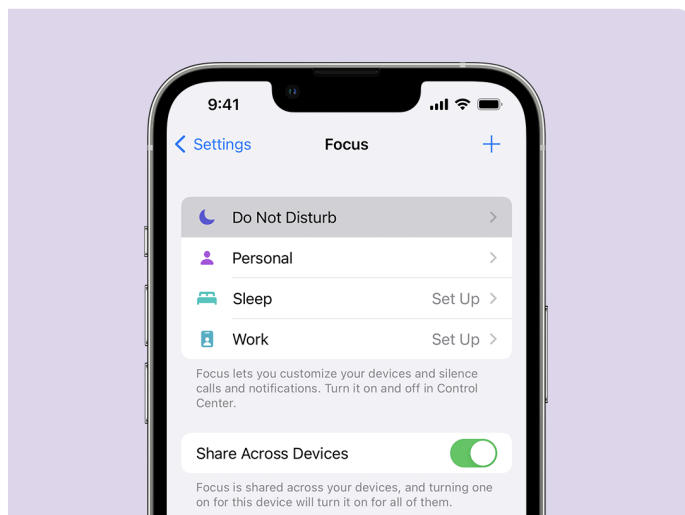 9:41
Settings
Focus
Do Not Disturb
Personal
Sleep
Set Up
Work
Set Up
Focus lets you customize your devices and silence
calls and notifications. Turn it on and off in Control
Center.
Share Across Devices
Focus is shared across your devices, and turning one
on for this device will turn it on for all of them.